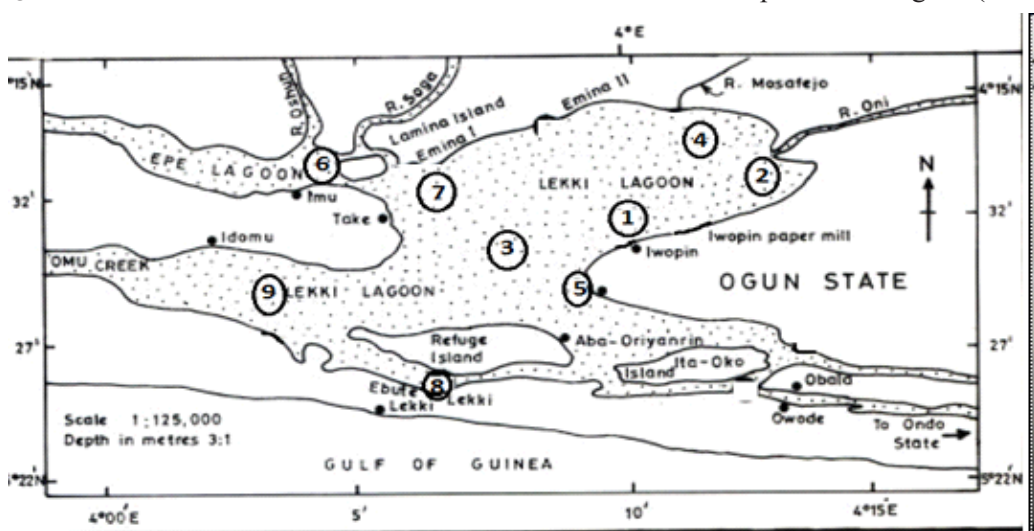 4°E
4°15'
R. Mosafejo
4°15'
R. Oshun
R. Saga
Lamina Island
Emina I
Emina II
R. Oni
4
EPE LAGOON
6
2
N
LEKKI LAGOON
7
32'
Imu
32'
Take
1
Iwopin paper mill
Idomu
3
Iwopin
OMU CREEK
OGUN STATE
9
LEKKI LAGOON
5
27'
Refuge
Island
Aba-Oriyanrin
27'
Ita-Oko
Island
8
Ebute
Lekki
Lekki
Obala
Owode
Scale 1:125,000
Depth in metres 3:1
To Ondo
State
GULF OF GUINEA
°22'
5°22'
4°00'E
5'
10'
4°15'